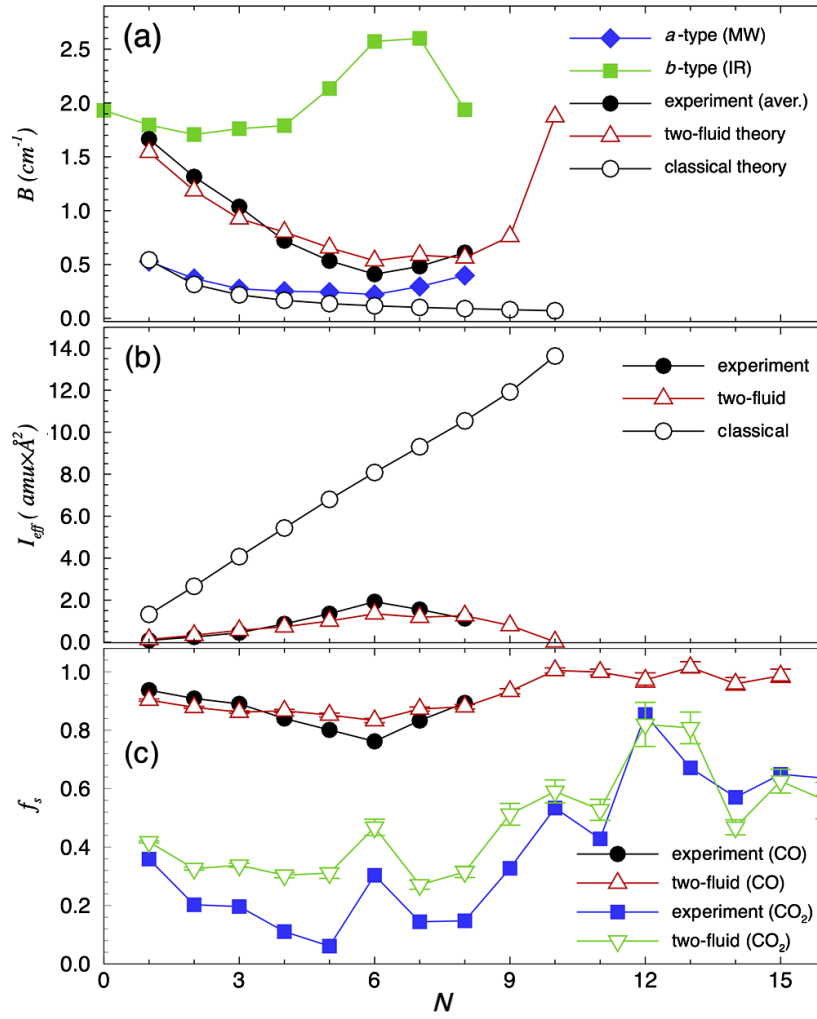 (a)
B (cm⁻¹)
2.5
2.0
1.5
1.0
0.5
0.0
a-type (MW)
b-type (IR)
experiment (aver.)
two-fluid theory
classical theory
(b)
I_eff ( amu×Å²)
14.0
12.0
10.0
8.0
6.0
4.0
2.0
0.0
experiment
two-fluid
classical
(c)
f_s
1.0
0.8
0.6
0.4
0.2
0.0
experiment (CO)
two-fluid (CO)
experiment (CO₂)
two-fluid (CO₂)
0 3 6 9 12 15
N